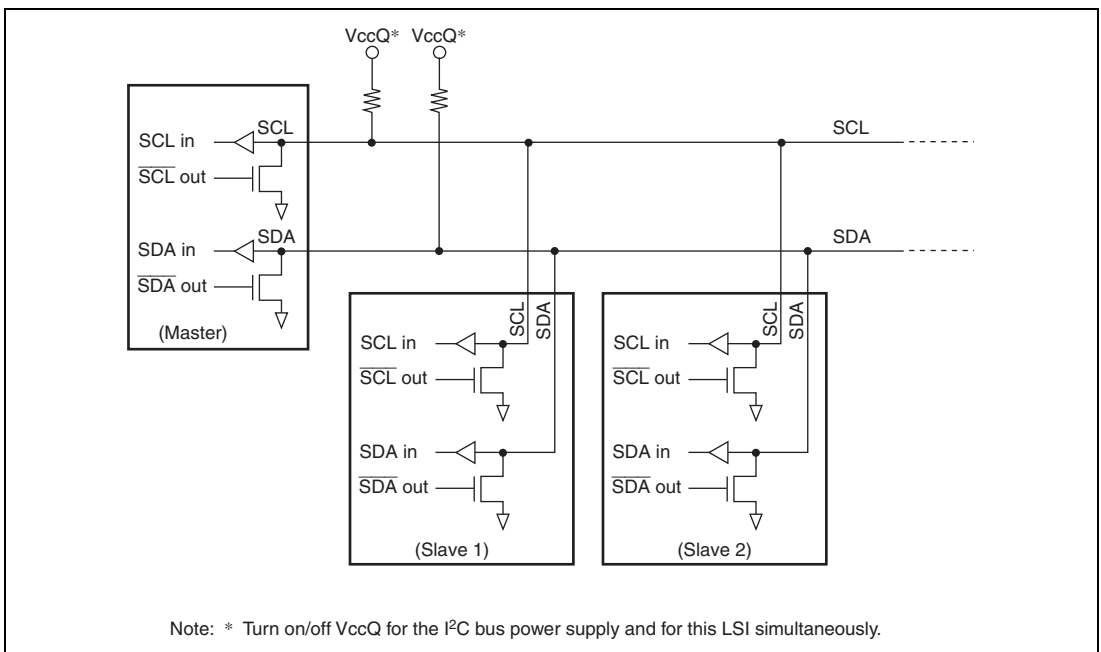 VccQ* VccQ*
SCL
SCL in
SCL out
SDA
SDA in
SDA out
(Master)
SCL
SDA
SCL
SDA
SCL in
SCL out
SDA in
SDA out
(Slave 1)
SCL
SDA
SCL in
SCL out
SDA in
SDA out
(Slave 2)
Note: * Turn on/off VccQ for the I²C bus power supply and for this LSI simultaneously.